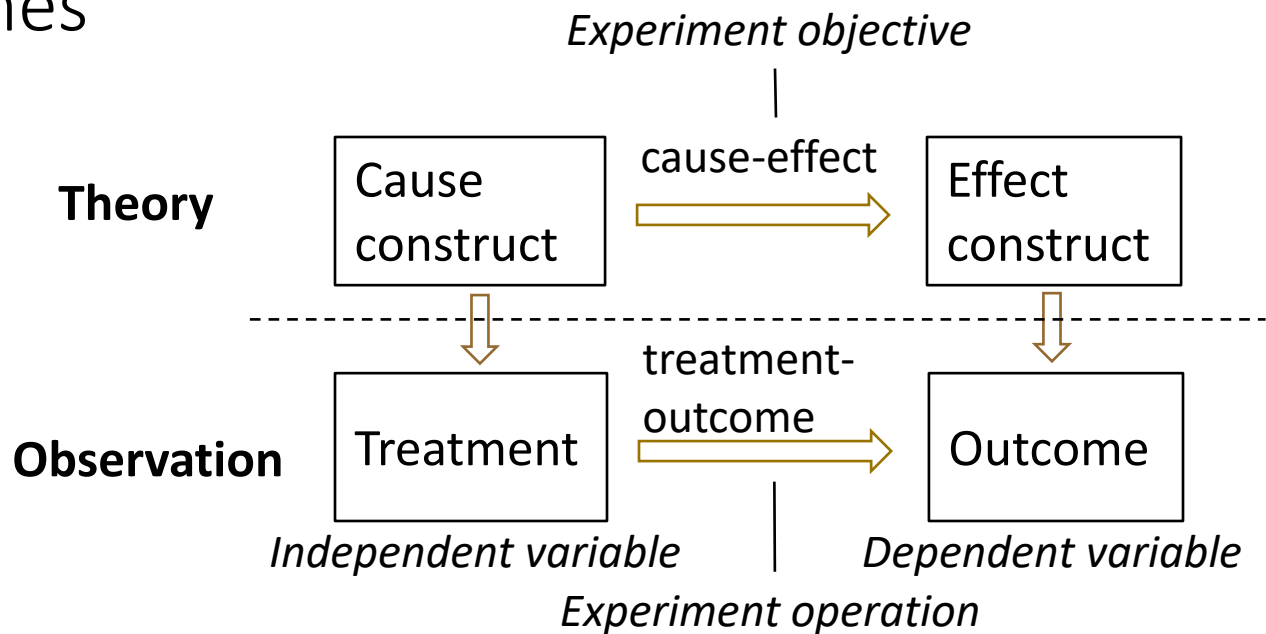 Experiment objective
cause-effect
Theory
Cause
construct
Effect
construct
treatment-
outcome
Observation
Treatment
Outcome
Independent variable
Dependent variable
Experiment operation